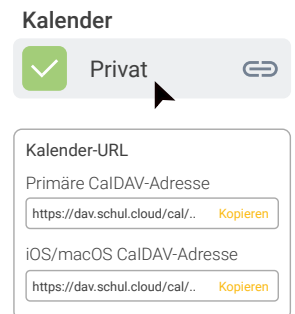 Kalender
Privat
Kalender-URL
Primäre CalDAV-Adresse
https://dav.schul.cloud/cal/.. Kopieren
iOS/macOS CalDAV-Adresse
https://dav.schul.cloud/cal/.. Kopieren